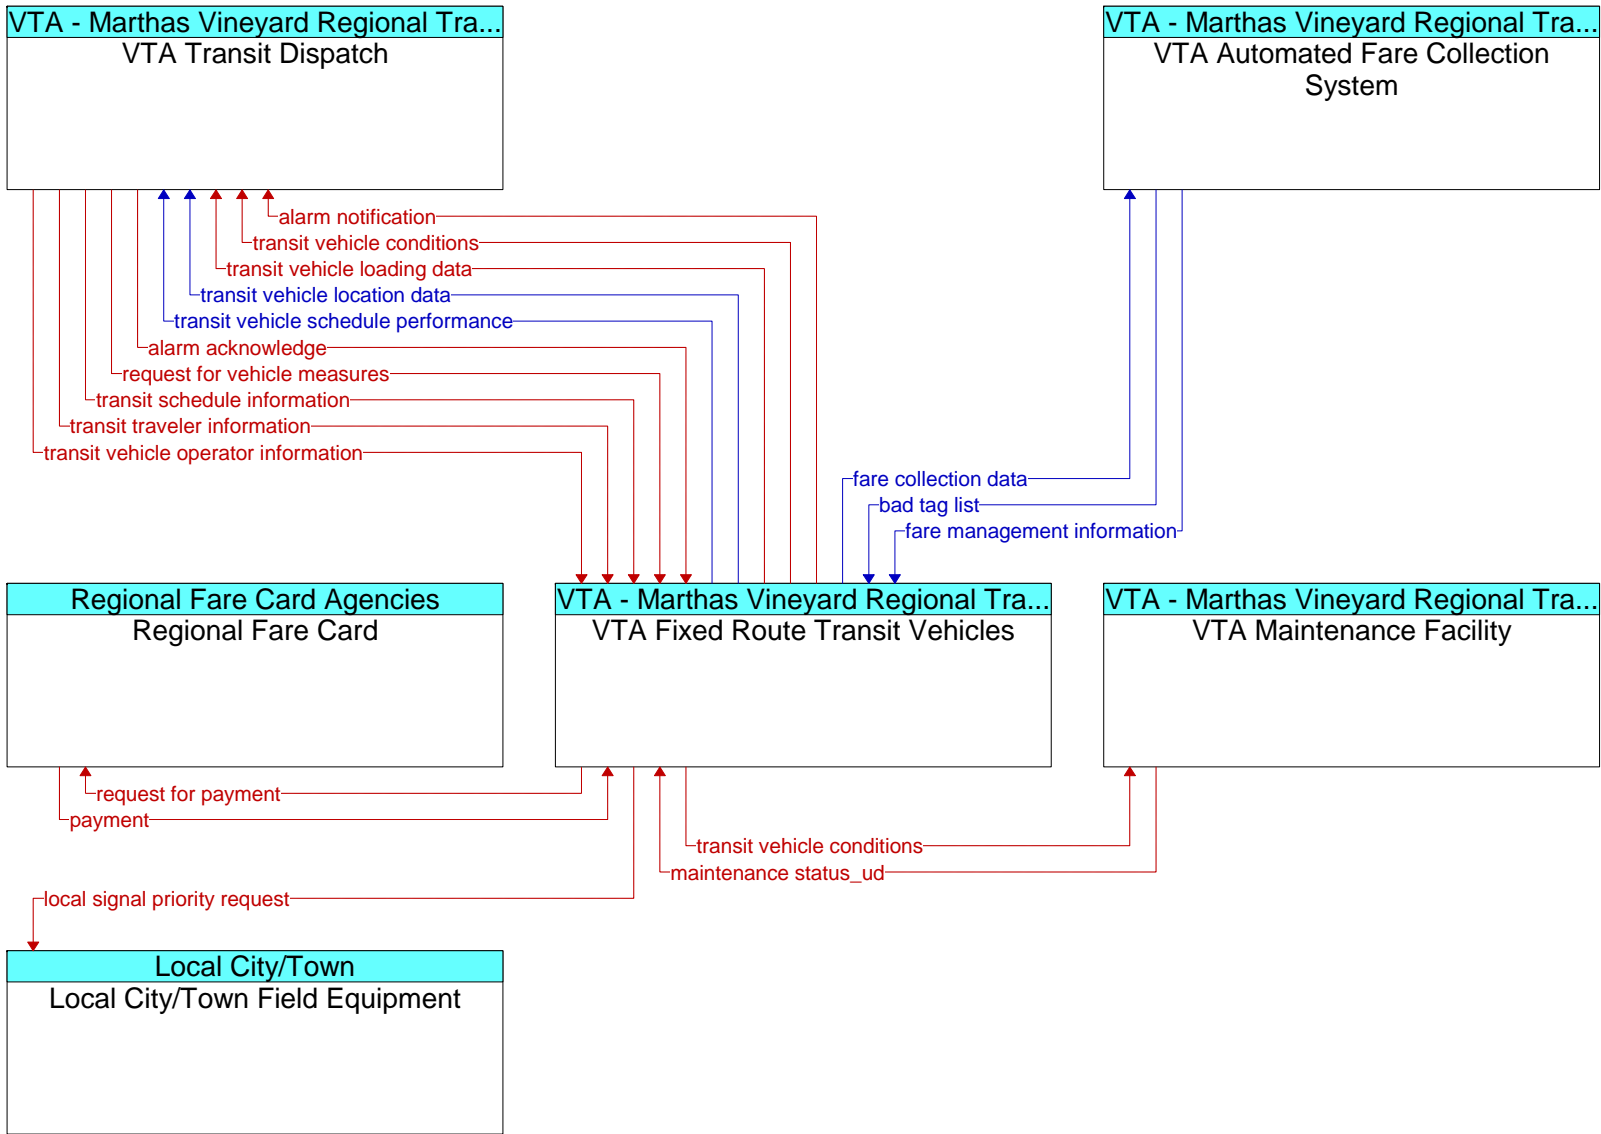 VTA - Marthas Vineyard Regional Tra...
VTA Transit Dispatch
VTA - Marthas Vineyard Regional Tra...
VTA Automated Fare Collection
System
alarm notification
transit vehicle conditions
transit vehicle loading data
transit vehicle location data
transit vehicle schedule performance
alarm acknowledge
request for vehicle measures
transit schedule information
transit traveler information
transit vehicle operator information
fare collection data
bad tag list
fare management information
Regional Fare Card Agencies
Regional Fare Card
VTA - Marthas Vineyard Regional Tra...
VTA Fixed Route Transit Vehicles
VTA - Marthas Vineyard Regional Tra...
VTA Maintenance Facility
request for payment
payment
transit vehicle conditions
maintenance status_ud
local signal priority request
Local City/Town
Local City/Town Field Equipment